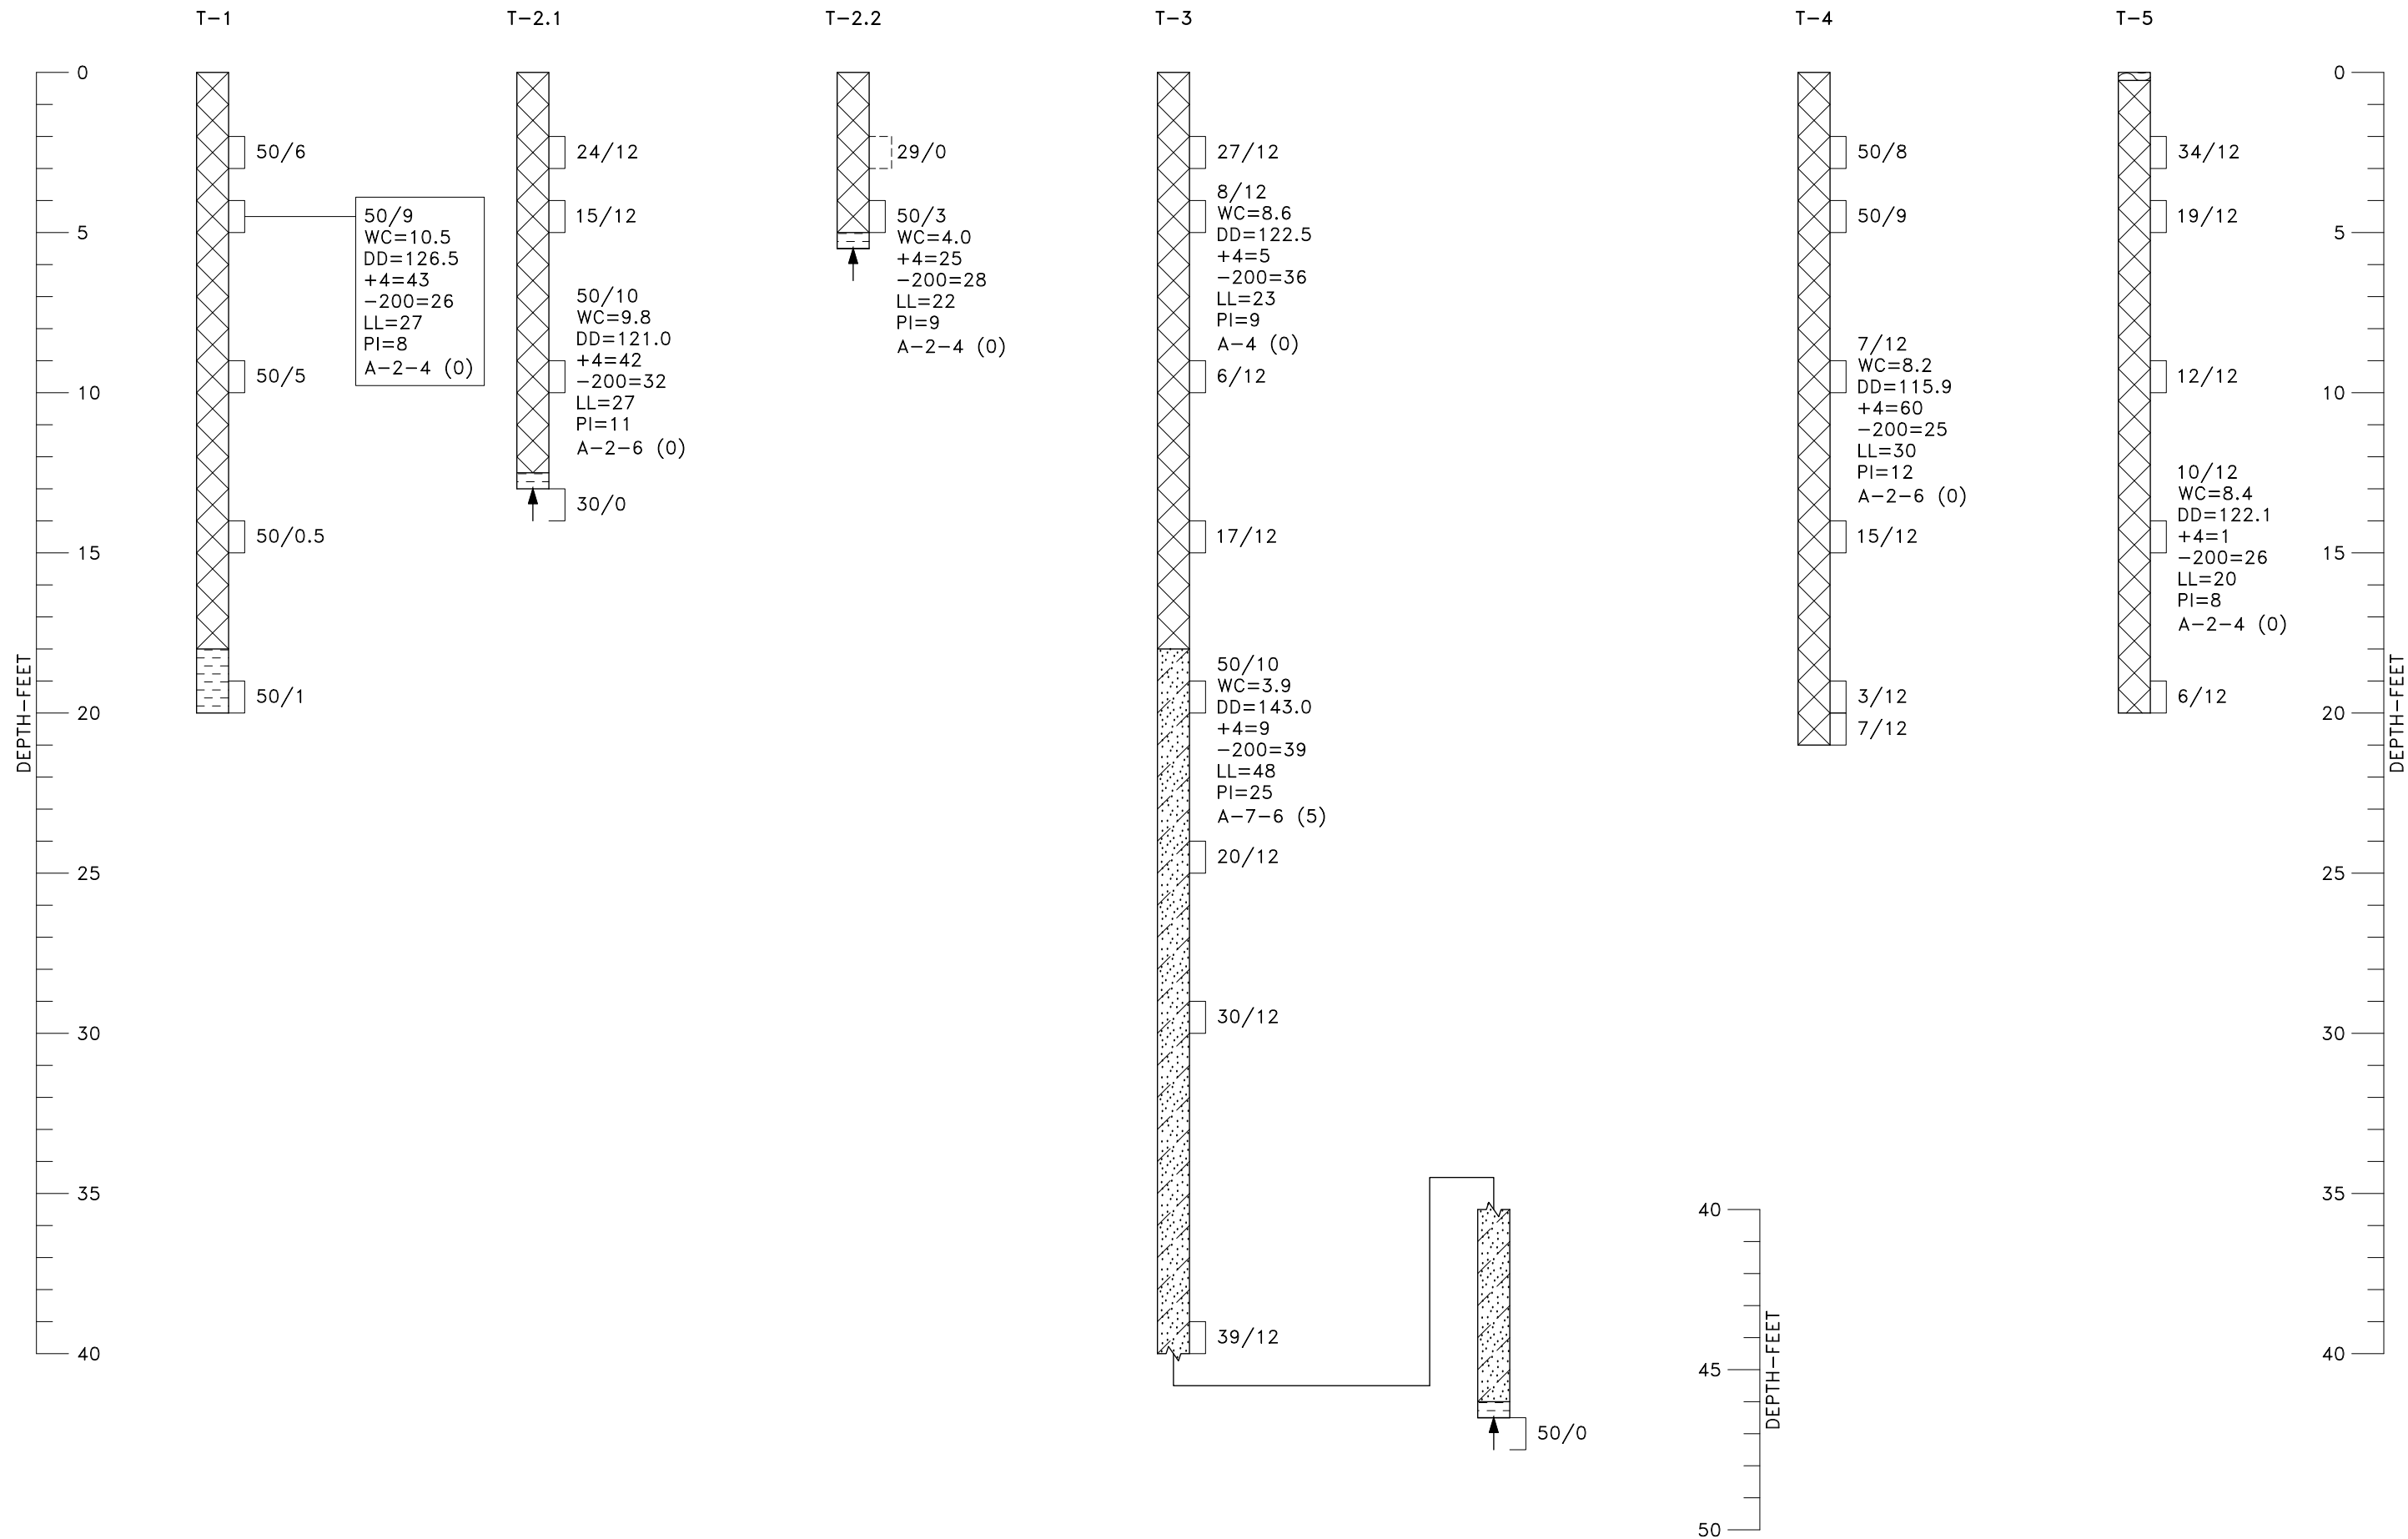 T-1
T-2.1
T-2.2
T-3
T-4
T-5
0
5
10
15
20
25
30
35
40
DEPTH-FEET
50/6
50/9
WC=10.5
DD=126.5
+4=43
-200=26
LL=27
PI=8
A-2-4 (0)
50/5
50/0.5
50/1
24/12
15/12
50/10
WC=9.8
DD=121.0
+4=42
-200=32
LL=27
PI=11
A-2-6 (0)
30/0
29/0
50/3
WC=4.0
+4=25
-200=28
LL=22
PI=9
A-2-4 (0)
27/12
8/12
WC=8.6
DD=122.5
+4=5
-200=36
LL=23
PI=9
A-4 (0)
6/12
17/12
50/10
WC=3.9
DD=143.0
+4=9
-200=39
LL=48
PI=25
A-7-6 (5)
20/12
30/12
39/12
50/0
40
45
50
DEPTH-FEET
50/8
50/9
7/12
WC=8.2
DD=115.9
+4=60
-200=25
LL=30
PI=12
A-2-6 (0)
15/12
3/12
7/12
34/12
19/12
12/12
10/12
WC=8.4
DD=122.1
+4=1
-200=26
LL=20
PI=8
A-2-4 (0)
6/12
0
5
10
15
20
25
30
35
40
DEPTH-FEET